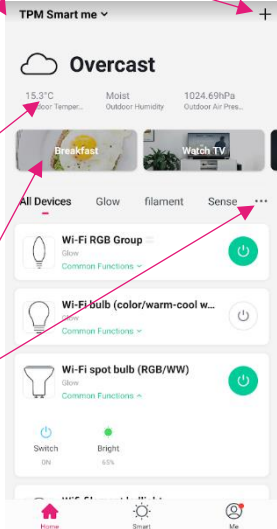 TPM Smart me
Overcast
15.3°C Moist 1024.69hPa
Outdoor Temper... Outdoor Humidity Outdoor Air Pres...
Breakfast Watch TV
All Devices Glow filament Sense ...
Wi-Fi RGB Group
Glow
Common Functions
Wi-Fi bulb (color/warm-cool w...
Glow
Common Functions
Wi-Fi spot bulb (RGB/WW)
Glow
Common Functions
Switch Bright
ON 65%
Home Smart Me